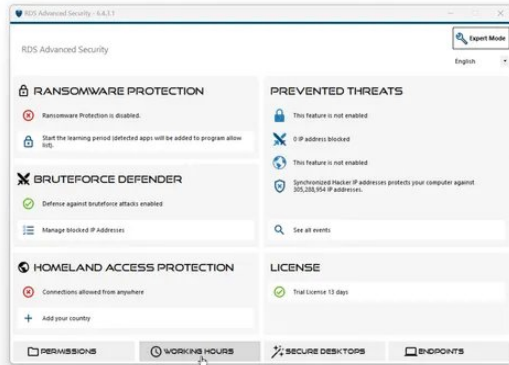 RDS Advanced Security - 6.4.3.1
RDS Advanced Security
Expert Mode
English
RANSOMWARE PROTECTION
Ransomware Protection is disabled.
Start the learning period (detected apps will be added to program allow
list).
BRUTEFORCE DEFENDER
Defense against bruteforce attacks enabled
Manage blocked IP Addresses
HOMELAND ACCESS PROTECTION
Connections allowed from anywhere
Add your country
PREVENTED THREATS
This feature is not enabled
0 IP address blocked
This feature is not enabled
Synchronized Hacker IP addresses protects your computer against
305,288,954 IP addresses.
See all events
LICENSE
Trial License 13 days
PERMISSIONS
WORKING HOURS
SECURE DESKTOPS
ENDPOINTS